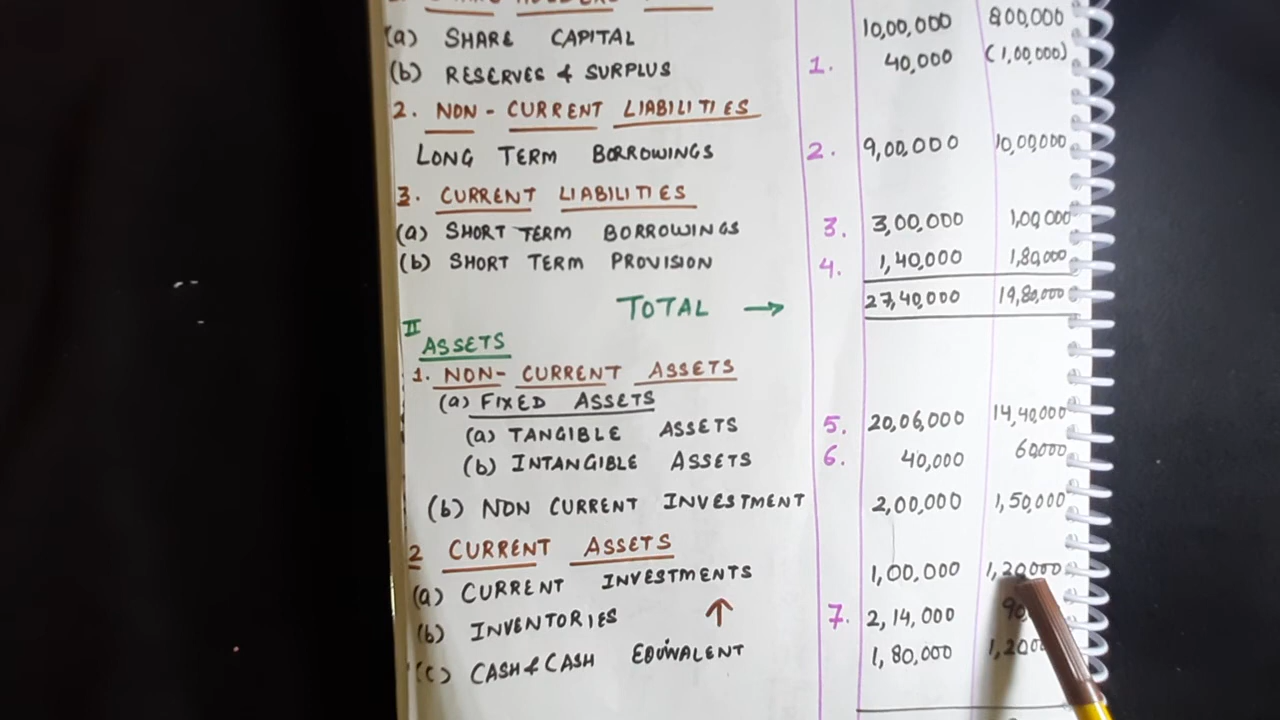 10,00,000 800,000
(a) SHARE CAPITAL
(b) RESERVES & SURPLUS 1. 40,000 (1,00,000)
2. NON - CURRENT LIABILITIES
LONG TERM BORROWINGS 2. 9,00,000 10,00,000
3. CURRENT LIABILITIES
(a) SHORT TERM BORROWINGS 3. 3,00,000 1,00,000
(b) SHORT TERM PROVISION 4. 1,40,000 1,80,000
TOTAL → 27,40,000 19,80,000
II ASSETS
1. NON- CURRENT ASSETS
(a) FIXED ASSETS
(a) TANGIBLE ASSETS 5. 20,06,000 14,40,000
(b) INTANGIBLE ASSETS 6. 40,000 60,000
(b) NON CURRENT INVESTMENT 2,00,000 1,50,000
2 CURRENT ASSETS
(a) CURRENT INVESTMENTS 1,00,000 1,20000
(b) INVENTORIES ↑ 7. 2,14,000
(c) CASH & CASH EQUIVALENT 1,80,000